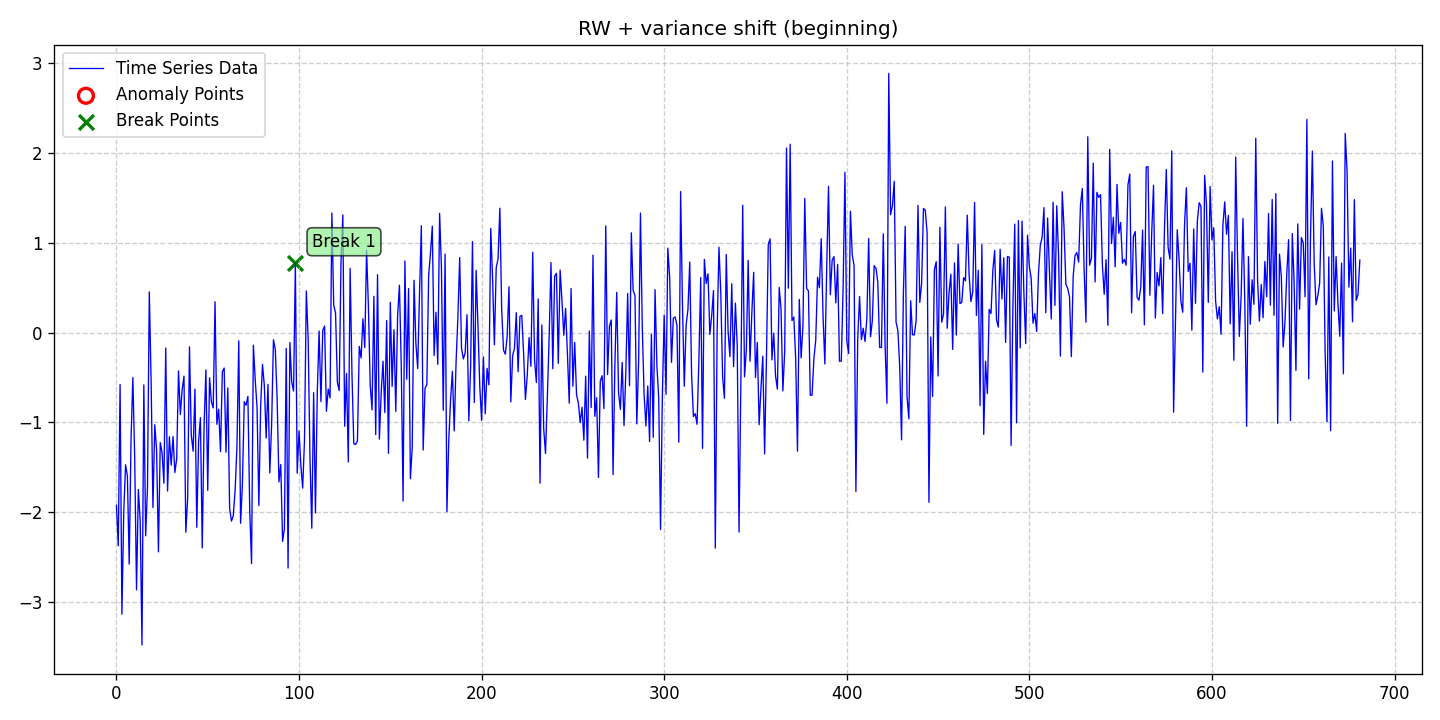 RW + variance shift (beginning)
Time Series Data
Anomaly Points
Break Points
Break 1
3
2
1
0
−1
−2
−3
0 100 200 300 400 500 600 700